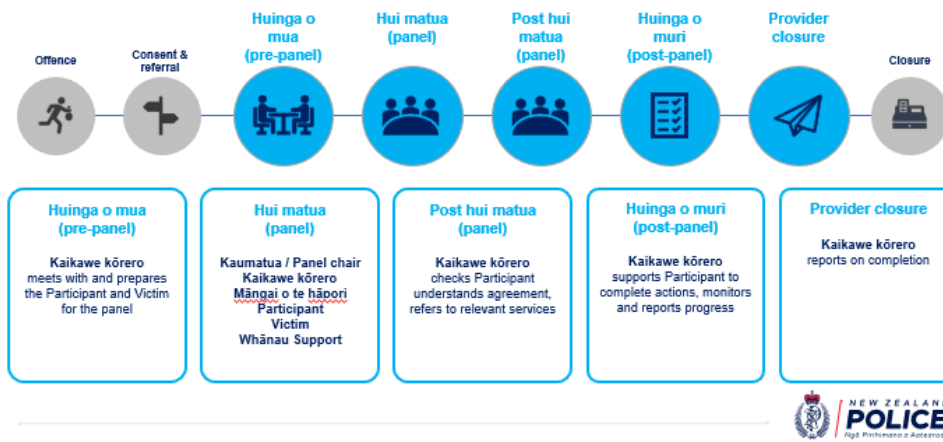 Offence
Consent &
referral
Huinga o
mua
(pre-panel)
Hui matua
(panel)
Post hui
matua
(panel)
Huinga o
muri
(post-panel)
Provider
closure
Closure
Huinga o mua
(pre-panel)
Kaikawe kōrero
meets with and prepares
the Participant and Victim
for the panel
Hui matua
(panel)
Kaumatua / Panel chair
Kaikawe kōrero
Māngai o te hāpori
Participant
Victim
Whānau Support
Post hui matua
(panel)
Kaikawe kōrero
checks Participant
understands agreement,
refers to relevant services
Huinga o muri
(post-panel)
Kaikawe kōrero
supports Participant to
complete actions, monitors
and reports progress
Provider closure
Kaikawe kōrero
reports on completion
NEW ZEALAND
POLICE
Ngā Pirihimana o Aotearoa